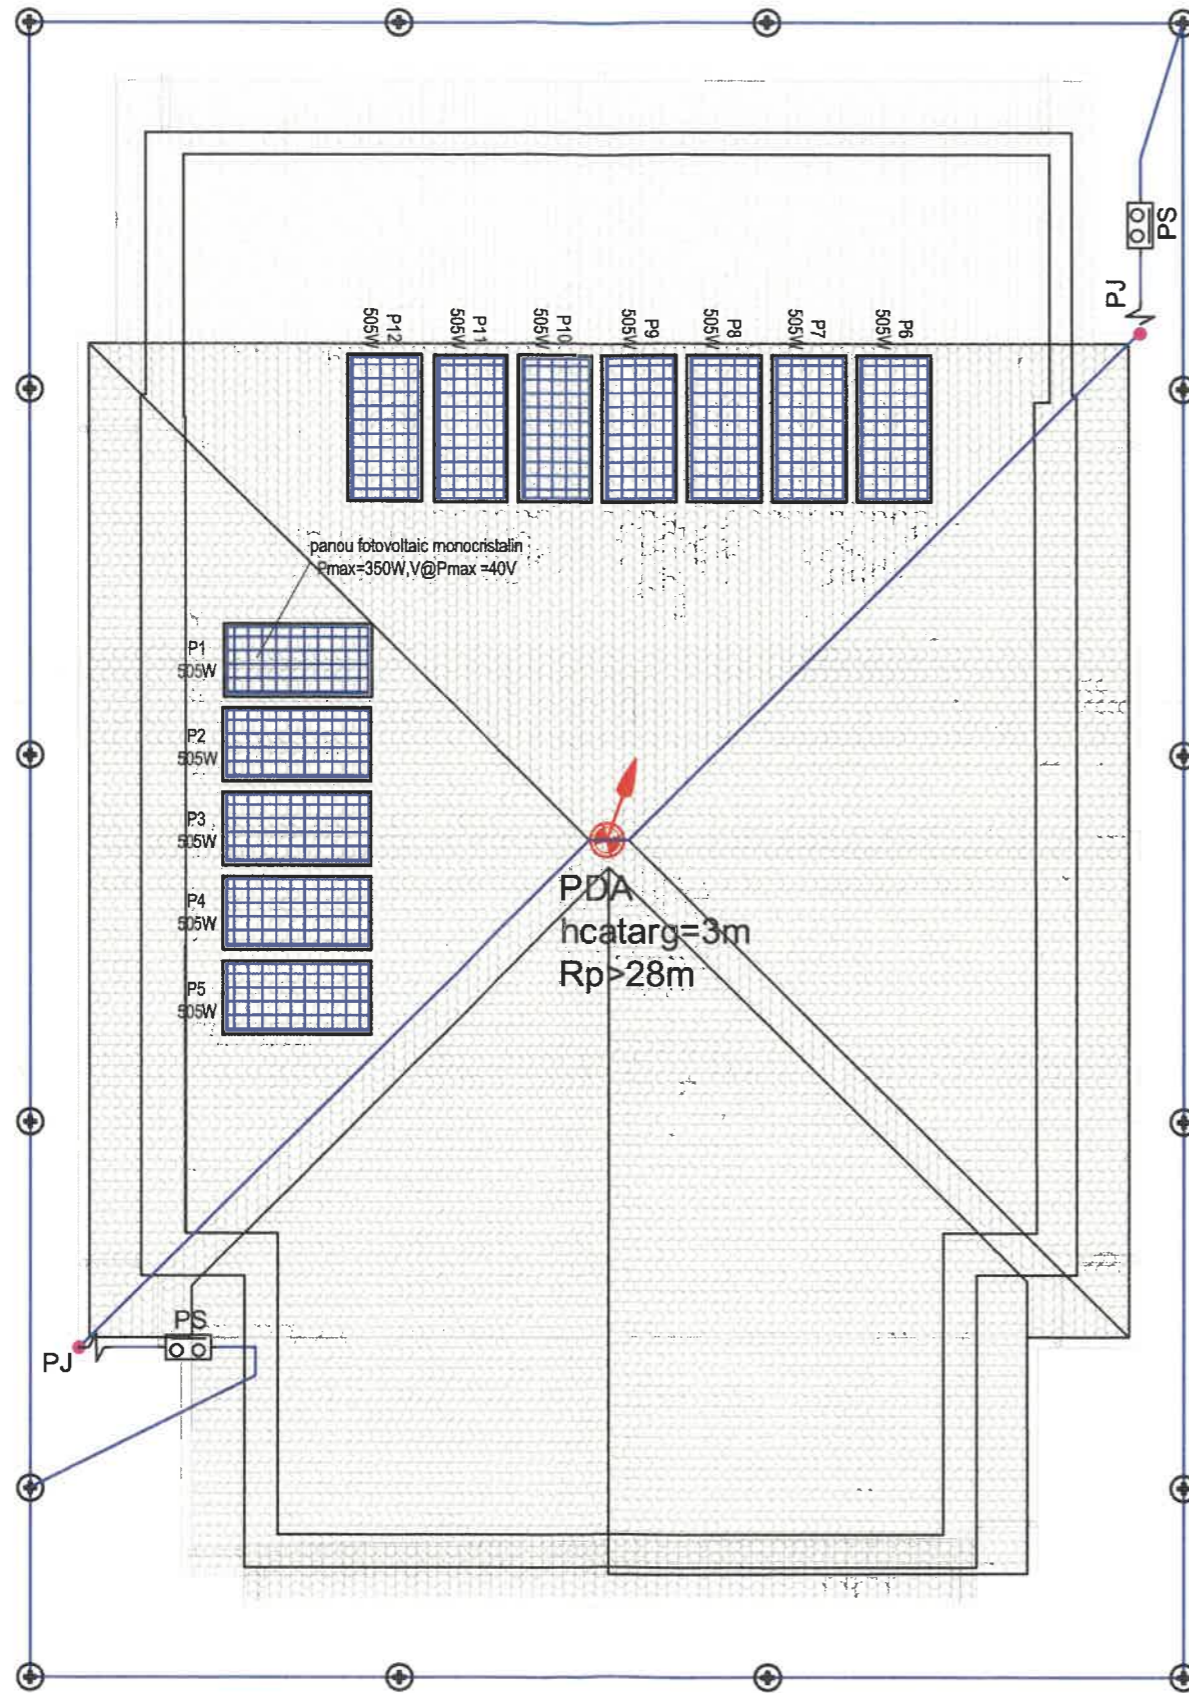 PS
PJ
P12
505W
P11
505W
P10
505W
P9
505W
P8
505W
P7
505W
P6
505W
panou fotovoltaic monocristalin
Pmax=350W,V@Pmax =40V
P1
505W
P2
505W
P3
505W
P4
505W
P5
505W
PDA
hcatarg=3m
Rp>28m
PS
PJ